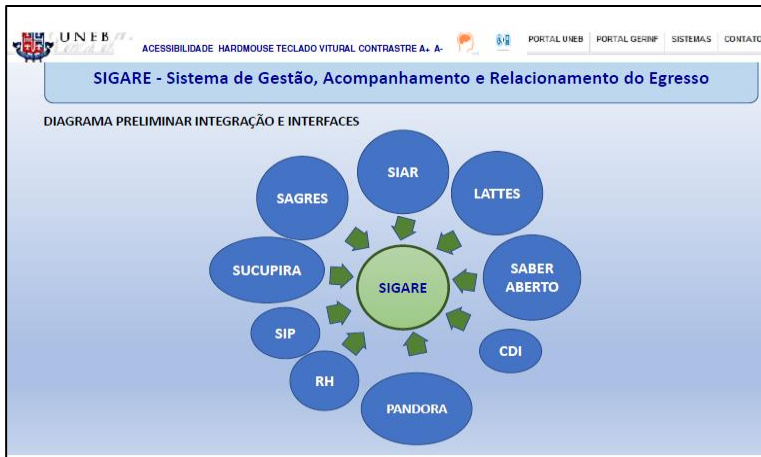 UNEB
ACESSIBILIDADE HARDMOUSE TECLADO VITURAL CONTRASTRE A+ A-
PORTAL UNEB
PORTAL GERINF
SISTEMAS
CONTATO
SIGARE - Sistema de Gestão, Acompanhamento e Relacionamento do Egresso
DIAGRAMA PRELIMINAR INTEGRAÇÃO E INTERFACES
SIAR
SAGRES
LATTES
SUCUPIRA
SABER
ABERTO
SIGARE
SIP
CDI
RH
PANDORA